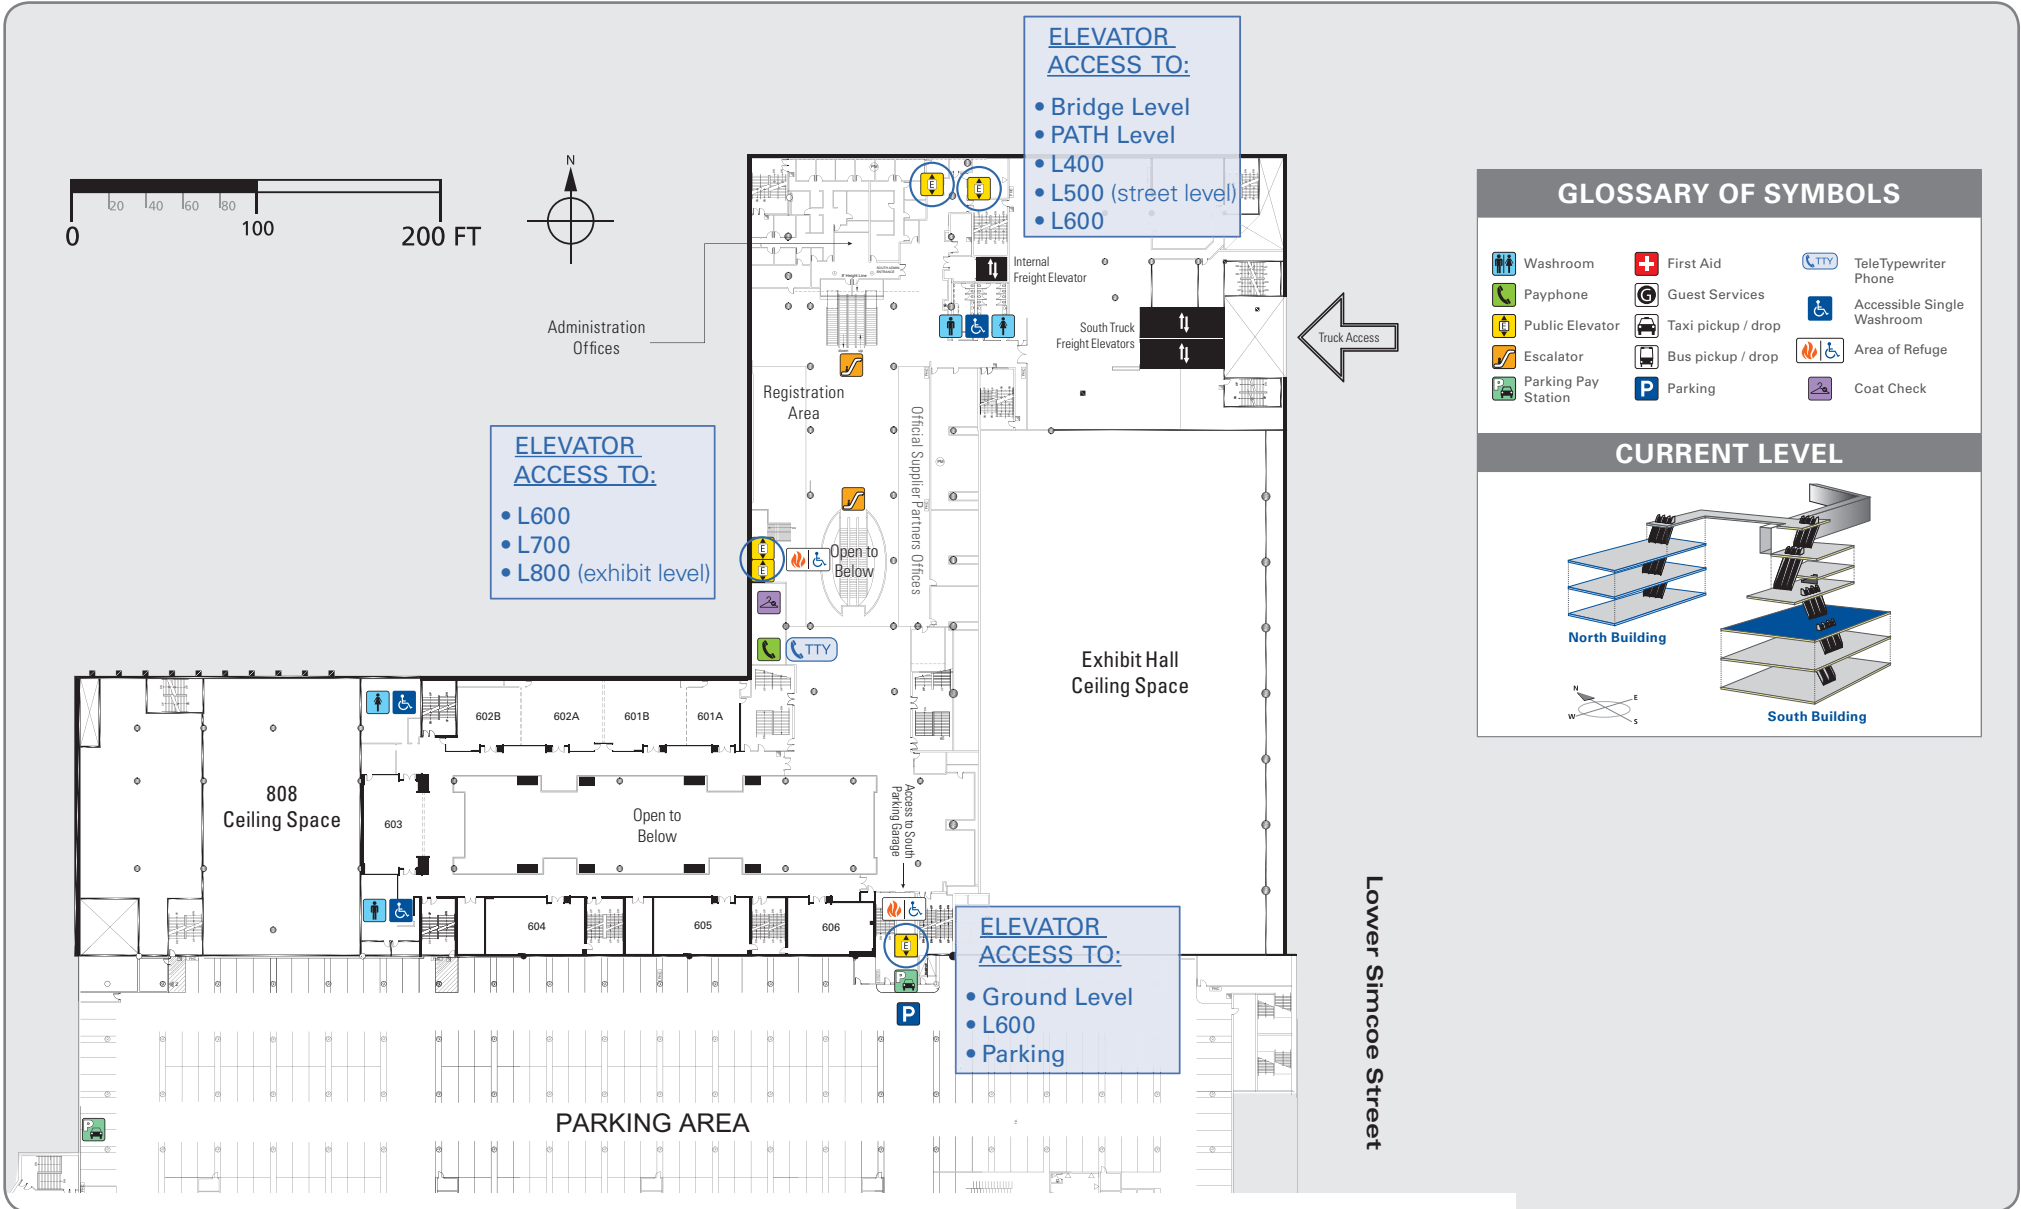 ELEVATOR
ACCESS TO:
• Bridge Level
• PATH Level
• L400
• L500 (street level)
• L600
N
20 40 60 80
0 100 200 FT
GLOSSARY OF SYMBOLS
Washroom
Payphone
Public Elevator
Escalator
Parking Pay
Station
First Aid
Guest Services
Taxi pickup / drop
Bus pickup / drop
Parking
TTY
TeleTypewriter
Phone
Accessible Single
Washroom
Area of Refuge
Coat Check
CURRENT LEVEL
North Building
South Building
N
E
W
S
Internal
Freight Elevator
South Truck
Freight Elevators
Truck Access
Administration
Offices
Registration
Area
Official Supplier Partners Offices
ELEVATOR
ACCESS TO:
• L600
• L700
• L800 (exhibit level)
Open to
Below
TTY
Exhibit Hall
Ceiling Space
602B
602A
601B
601A
808
Ceiling Space
603
Open to
Below
Access to South
Parking Garage
604
605
606
ELEVATOR
ACCESS TO:
• Ground Level
• L600
• Parking
P
Lower Simcoe Street
PARKING AREA